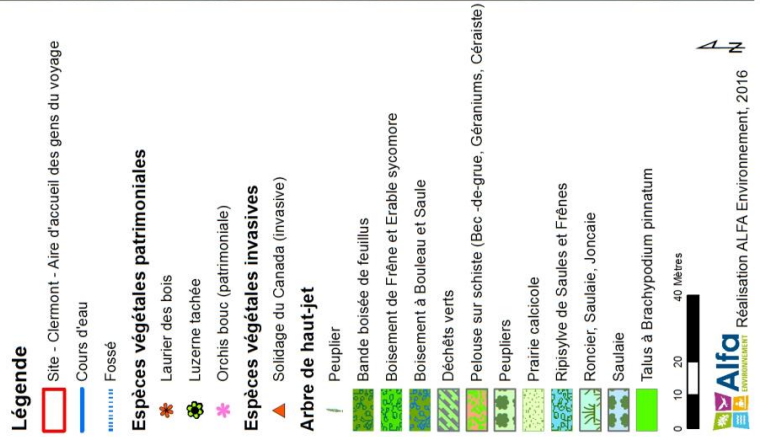 Légende
Site - Clermont - Aire d'accueil des gens du voyage
Cours d'eau
Fossé
Espèces végétales patrimoniales
Laurier des bois
Luzerne tachée
Orchis bouc (patrimoniale)
Espèces végétales invasives
Solidage du Canada (invasive)
Arbre de haut-jet
Peuplier
Bande boisée de feuillus
Boisement de Frêne et Erable sycomore
Boisement à Bouleau et Saule
Déchêts verts
Pelouse sur schiste (Bec -de-grue, Géraniums, Céraiste)
Peupliers
Prairie calcicole
Ripisylve de Saules et Frênes
Roncier, Saulaie, Joncaie
Saulaie
Talus à Brachypodium pinnatum
0 10 20 40 Mètres
N
Alfa
ENVIRONNEMENT
Réalisation ALFA Environnement, 2016